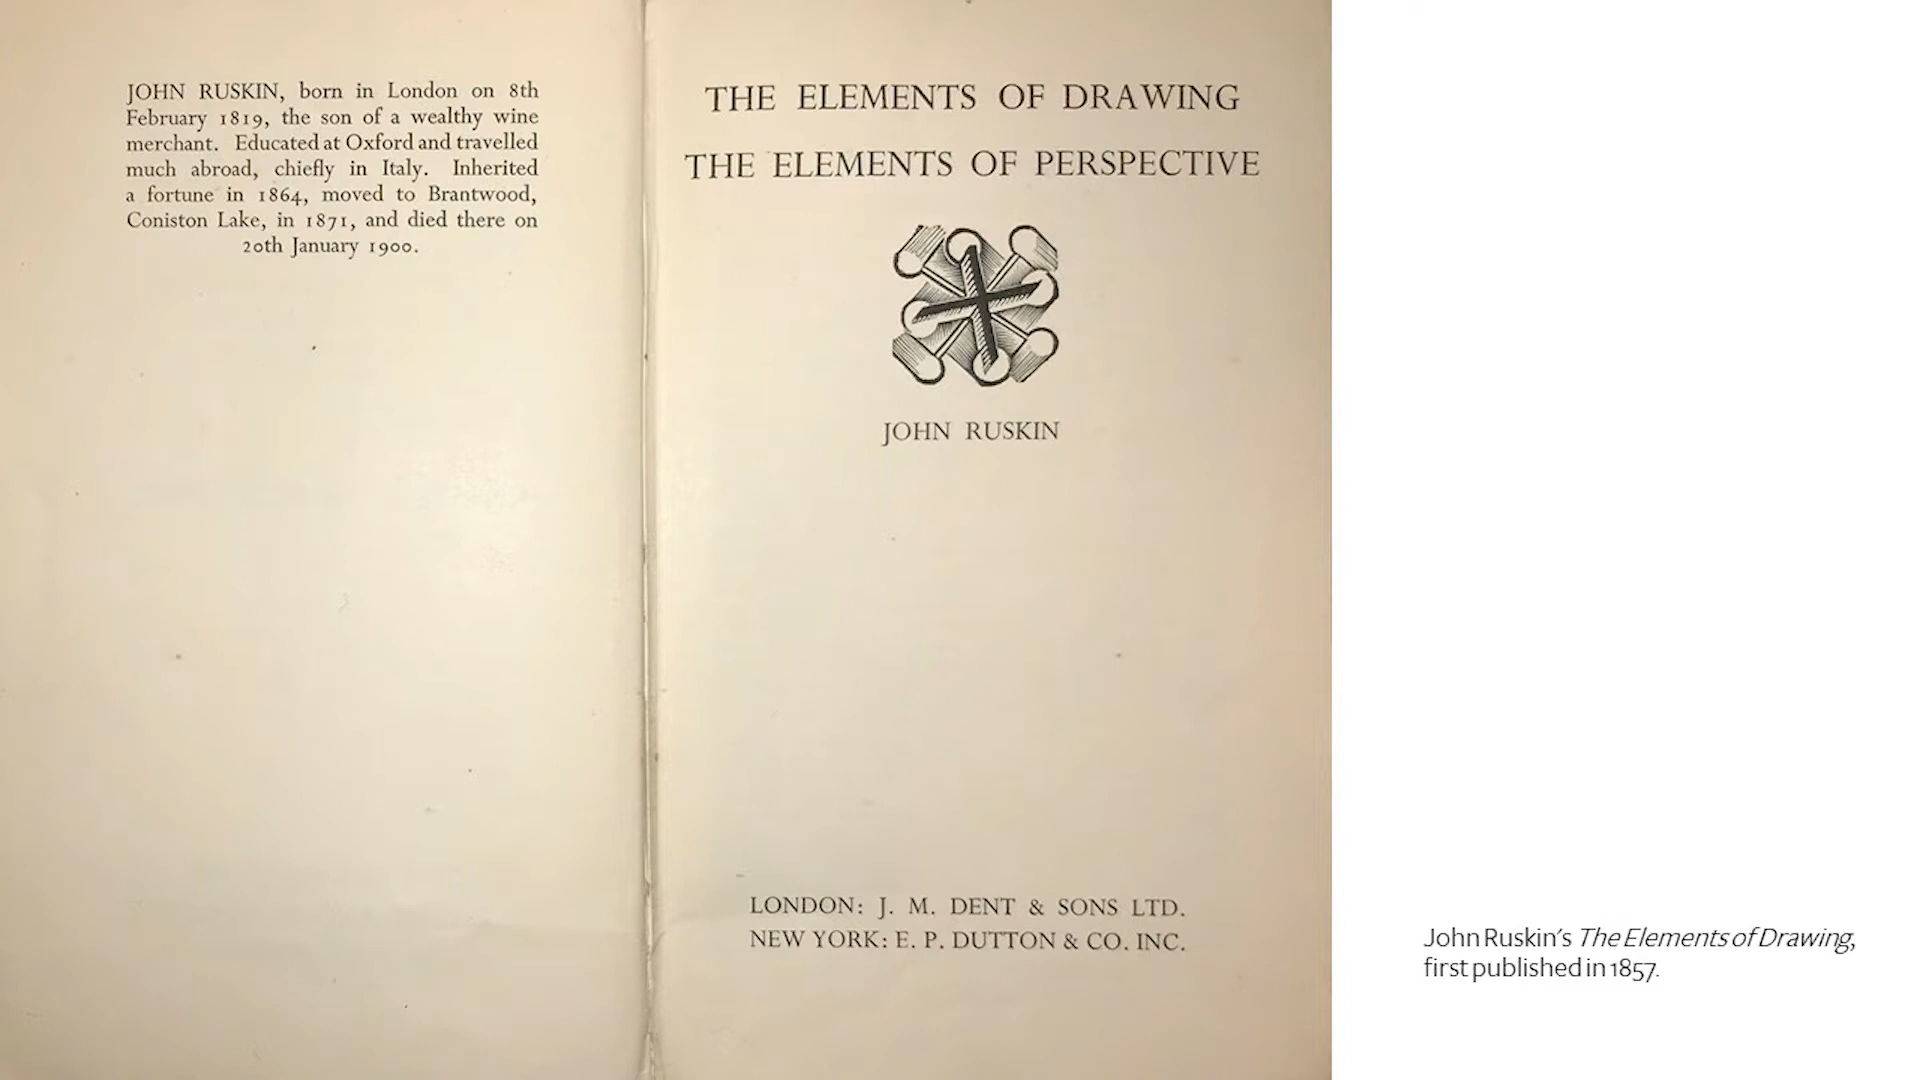 JOHN RUSKIN, born in London on 8th
February 1819, the son of a wealthy wine
merchant. Educated at Oxford and travelled
much abroad, chiefly in Italy. Inherited
a fortune in 1864, moved to Brantwood,
Coniston Lake, in 1871, and died there on
20th January 1900.
THE ELEMENTS OF DRAWING
THE ELEMENTS OF PERSPECTIVE
JOHN RUSKIN
LONDON: J. M. DENT & SONS LTD.
NEW YORK: E. P. DUTTON & CO. INC.
John Ruskin's The Elements of Drawing,
first published in 1857.